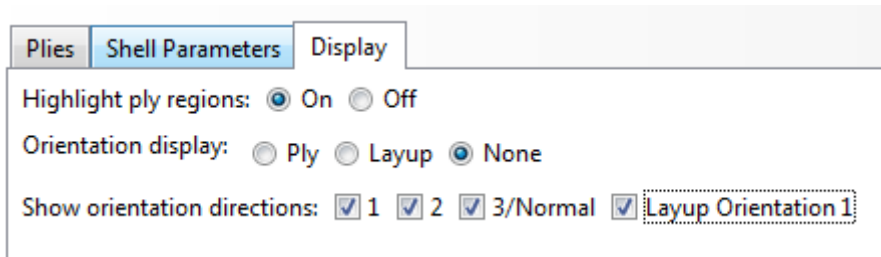 Plies Shell Parameters Display
Highlight ply regions: On Off
Orientation display: Ply Layup None
Show orientation directions: 1 2 3/Normal Layup Orientation 1